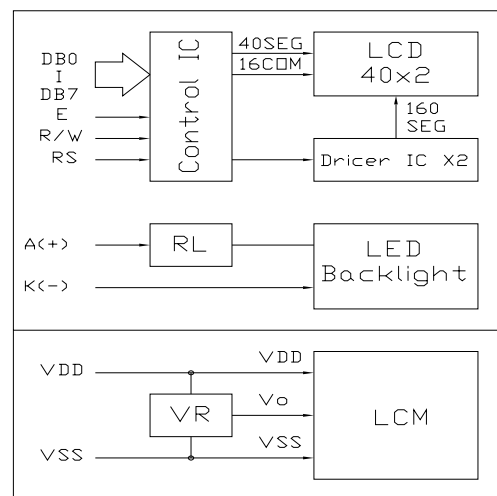 DB0
I
DB7
E
R/W
RS
Control IC
40SEG
16COM
LCD
40x2
160
SEG
Dricer IC X2
A(+)
RL
LED
Backlight
K(-)
VDD
VDD
VR
Vo
LCM
VSS
VSS